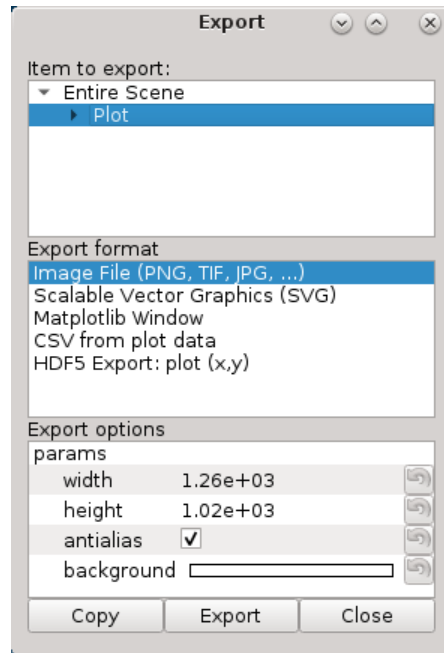 Export
Item to export:
Entire Scene
Plot
Export format
Image File (PNG, TIF, JPG, ...)
Scalable Vector Graphics (SVG)
Matplotlib Window
CSV from plot data
HDF5 Export: plot (x,y)
Export options
params
width 1.26e+03
height 1.02e+03
antialias
background
Copy Export Close